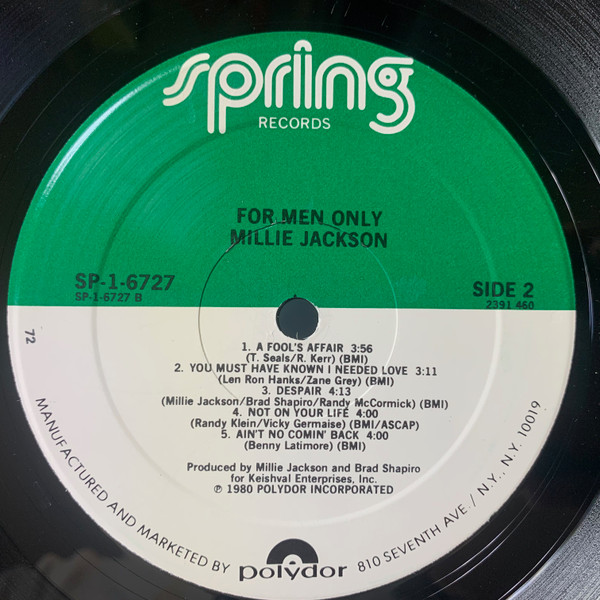 spring
RECORDS
FOR MEN ONLY
MILLIE JACKSON
SP-1-6727
SP-1-6727 B
SIDE 2
2391 460
72
1. A FOOL'S AFFAIR 3:56
(T. Seals/R. Kerr) (BMI)
2. YOU MUST HAVE KNOWN I NEEDED LOVE 3:11
(Len Ron Hanks/Zane Grey) (BMI)
3. DESPAIR 4:13
(Millie Jackson/Brad Shapiro/Randy McCormick) (BMI)
4. NOT ON YOUR LIFE 4:00
(Randy Klein/Vicky Germaise) (BMI/ASCAP)
5. AIN'T NO COMIN' BACK 4:00
(Benny Latimore) (BMI)
Produced by Millie Jackson and Brad Shapiro
for Keishval Enterprises, Inc.
℗ 1980 POLYDOR INCORPORATED
MANUFACTURED AND MARKETED BY polydor 810 SEVENTH AVE. / N.Y., N.Y. 10019